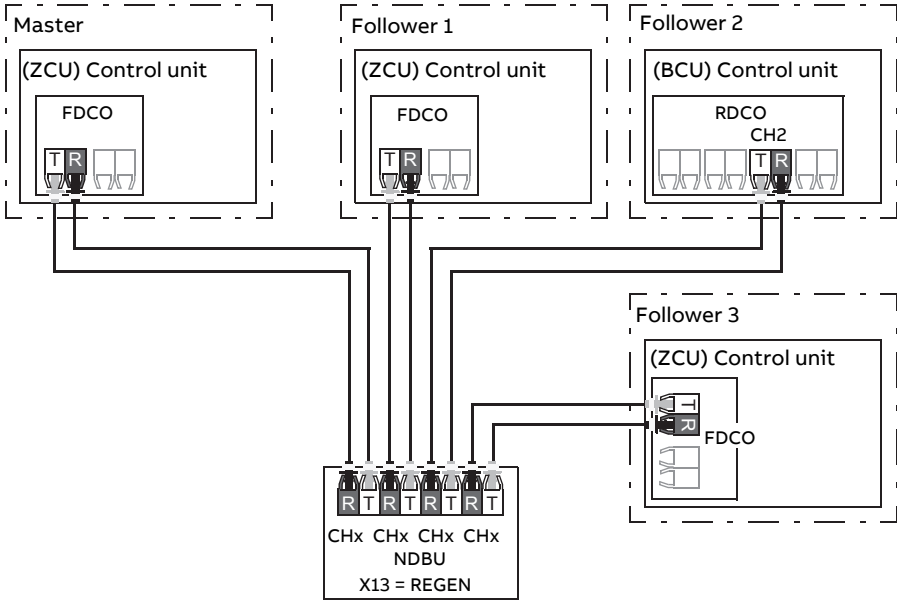 Master
Follower 1
Follower 2
(ZCU) Control unit
(ZCU) Control unit
(BCU) Control unit
FDCO
FDCO
RDCO
CH2
T R
T R
T R
Follower 3
(ZCU) Control unit
T
R
FDCO
R T R T R T R T
CHx CHx CHx CHx
NDBU
X13 = REGEN